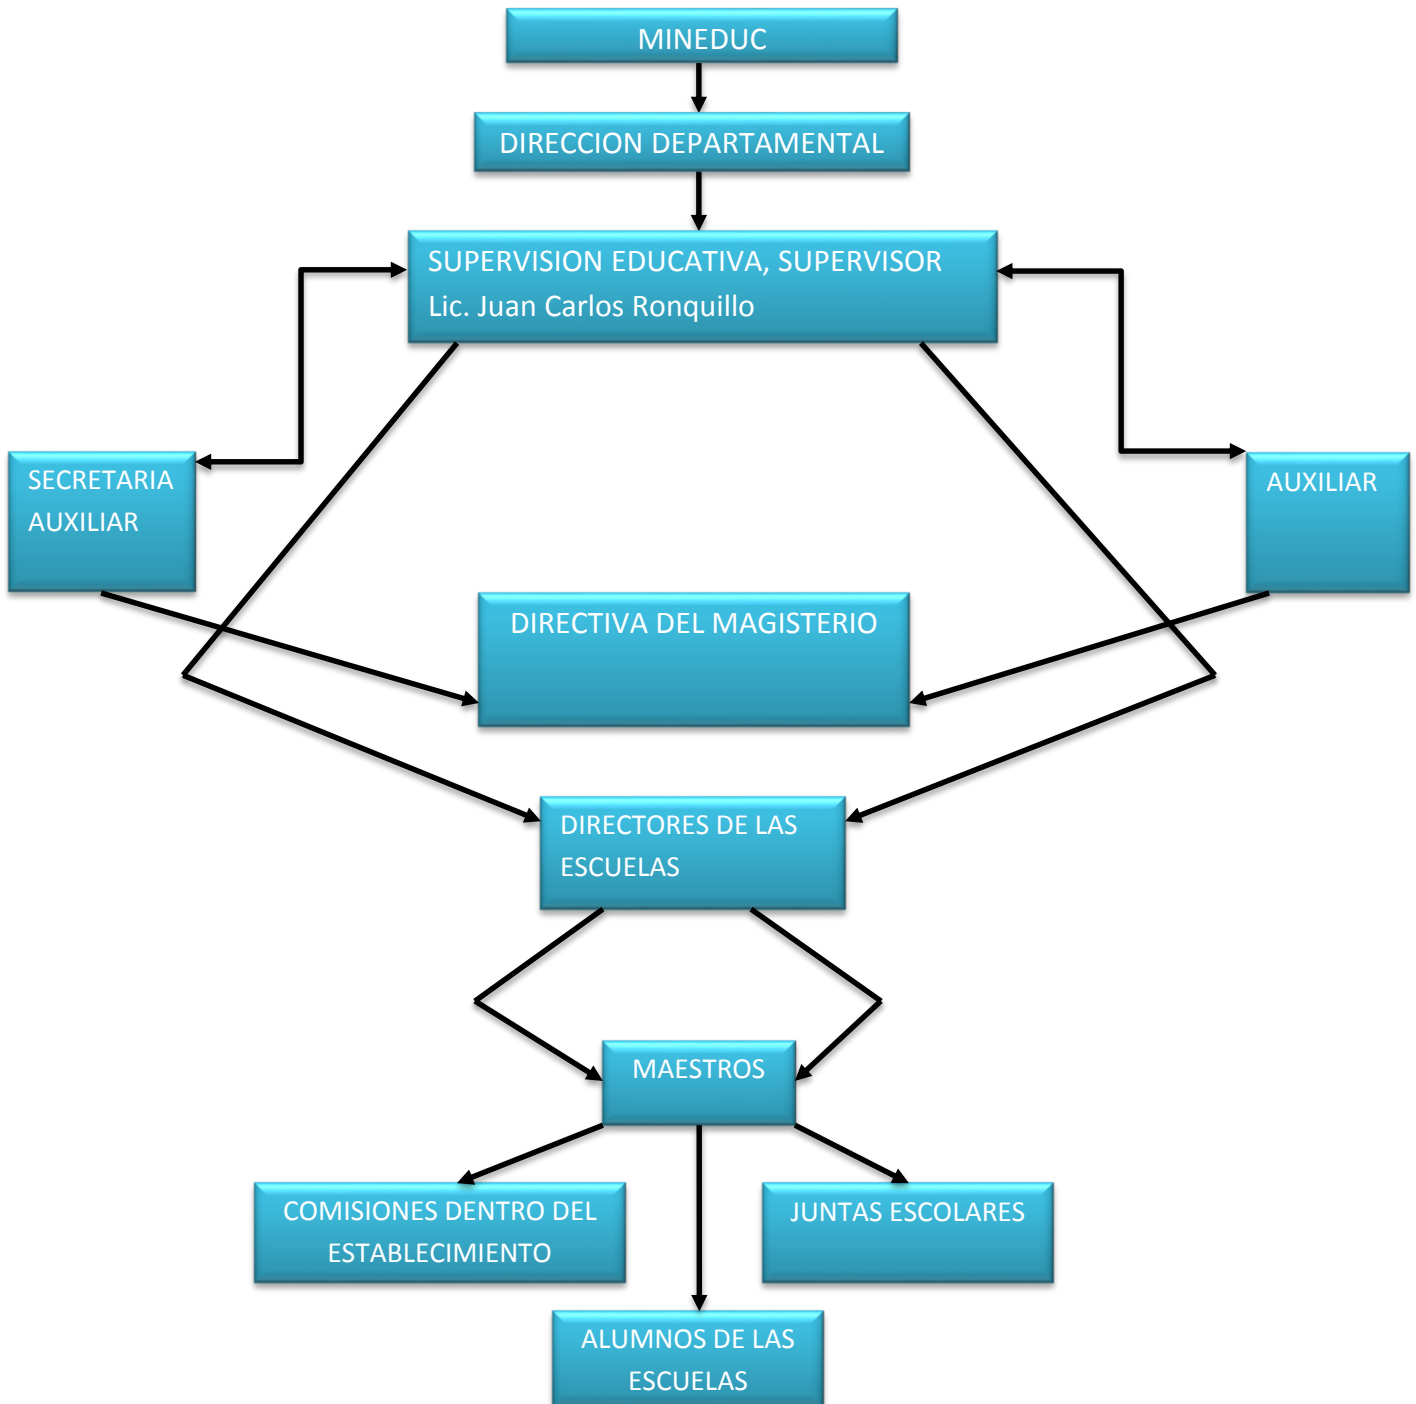 MINEDUC
DIRECCION DEPARTAMENTAL
SUPERVISION EDUCATIVA, SUPERVISOR
Lic. Juan Carlos Ronquillo
SECRETARIA
AUXILIAR
AUXILIAR
DIRECTIVA DEL MAGISTERIO
DIRECTORES DE LAS
ESCUELAS
MAESTROS
COMISIONES DENTRO DEL
ESTABLECIMIENTO
JUNTAS ESCOLARES
ALUMNOS DE LAS
ESCUELAS